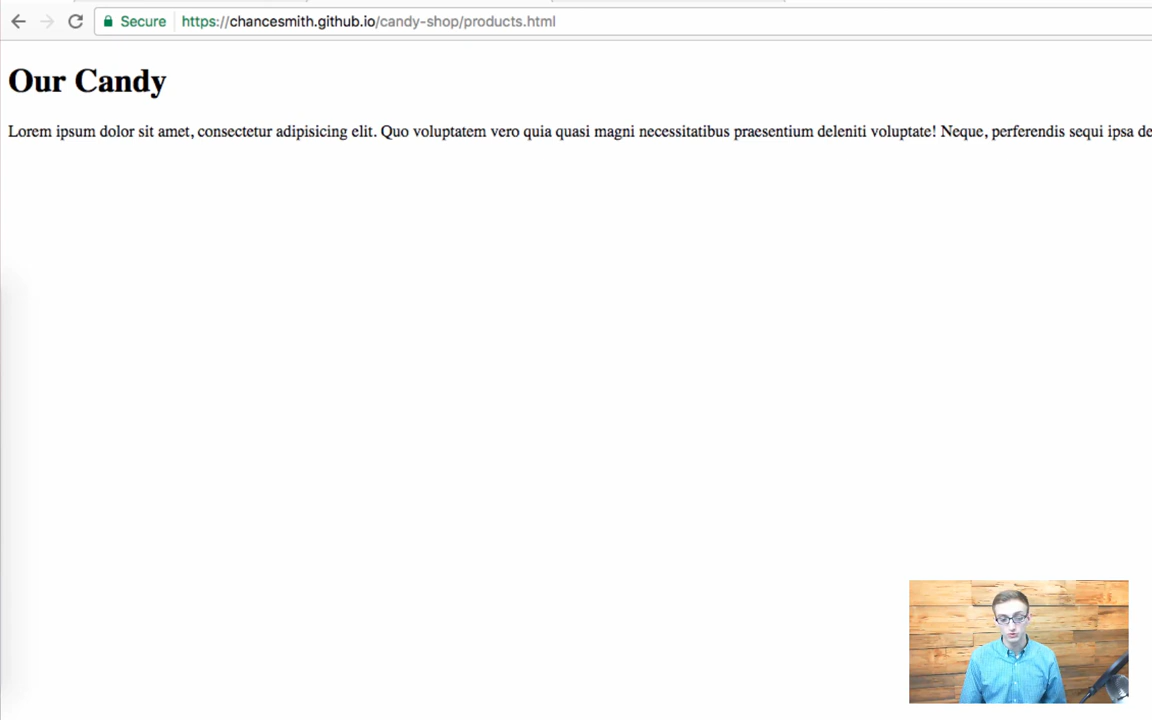 Secure https://chancesmith.github.io/candy-shop/products.html
Our Candy
Lorem ipsum dolor sit amet, consectetur adipisicing elit. Quo voluptatem vero quia quasi magni necessitatibus praesentium deleniti voluptate! Neque, perferendis sequi ipsa de